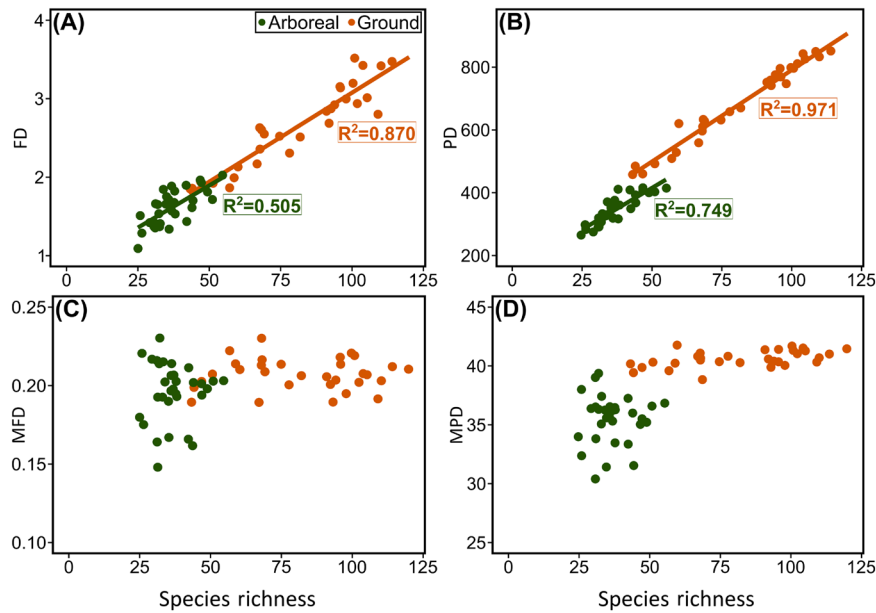 (A)
Arboreal Ground
4
3
2
1
FD
R²=0.870
R²=0.505
0 25 50 75 100 125
(B)
800
600
400
200
PD
R²=0.971
R²=0.749
0 25 50 75 100 125
(C)
0.25
0.20
0.15
0.10
MFD
0 25 50 75 100 125
Species richness
(D)
45
40
35
30
25
MPD
0 25 50 75 100 125
Species richness